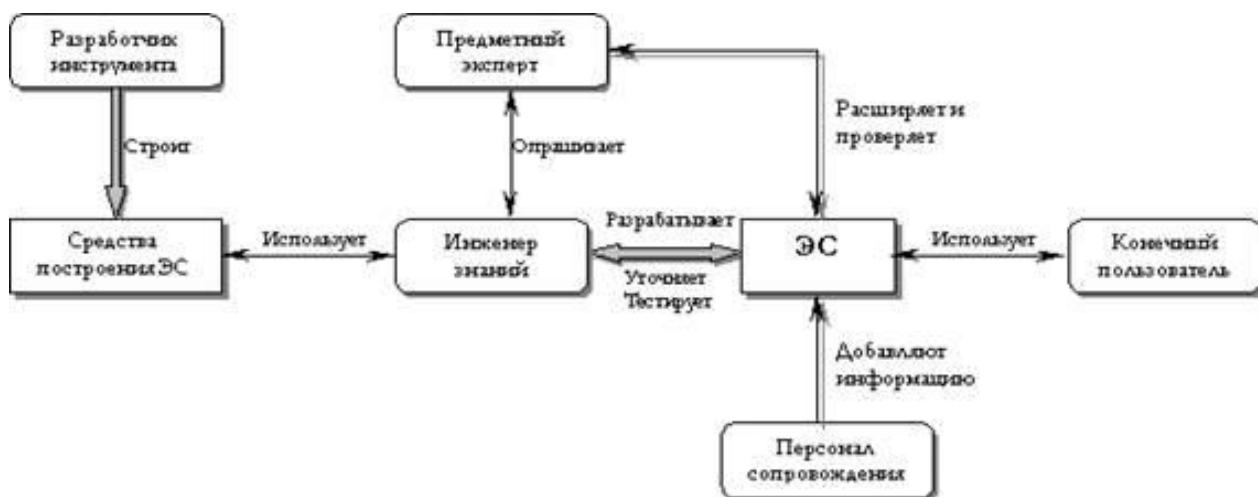 Разработчик
инструмента
Предметный
эксперт
Расширяет и
проверяет
Строит
Опрашивает
Средства
построения ЭС
Использует
Инженер
знаний
Разрабатывает
Уточняет
Тестирует
ЭС
Использует
Конечный
пользователь
Добавляют
информацию
Персонал
сопровождения